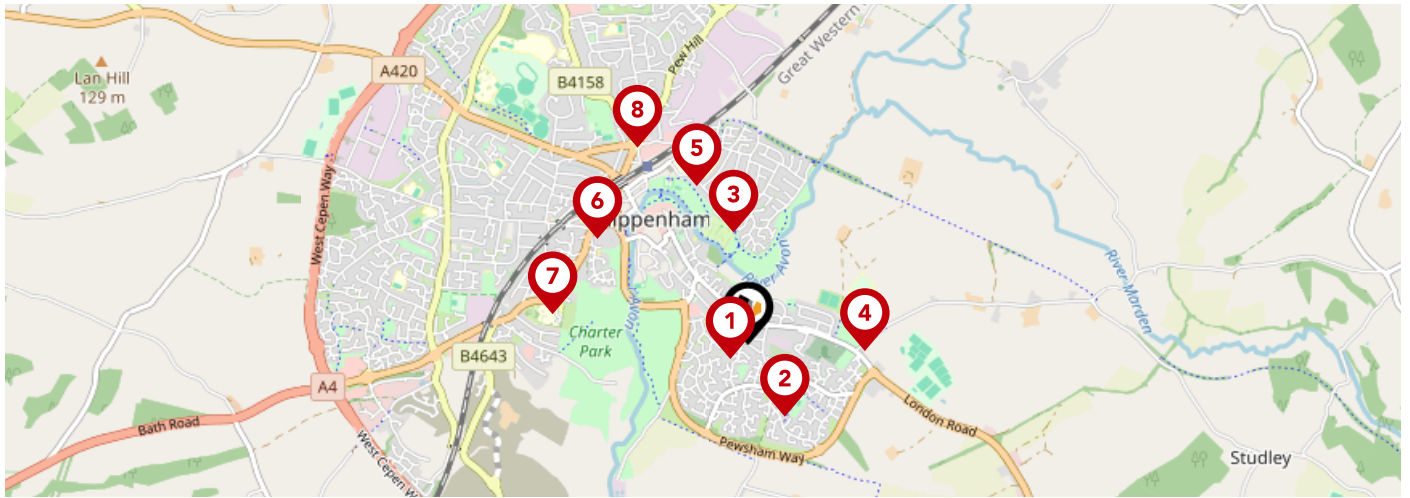 A420
Lan Hill
129 m
B4158
Pew Hill
Great Western
8
5
3
6
ippenham
West Cepen Way
7
River Avon
River Marden
1
4
Avon
Charter
Park
B4643
2
A4
London Road
Bath Road
West Cepen W
Pewsham Way
Studley